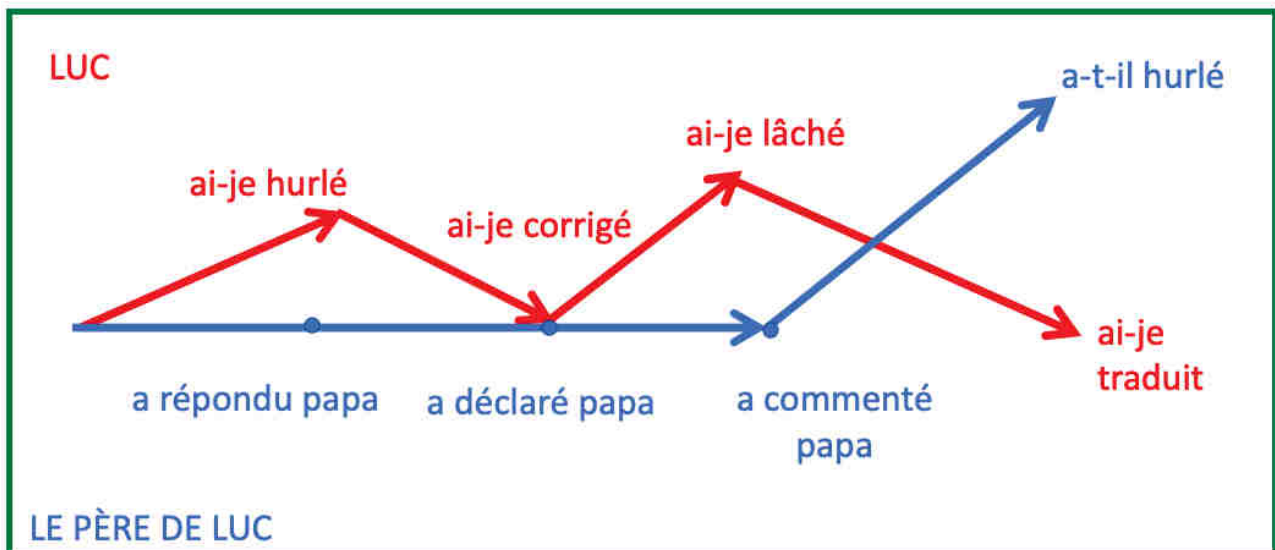 LUC
a-t-il hurlé
ai-je lâché
ai-je hurlé
ai-je corrigé
ai-je
traduit
a répondu papa
a déclaré papa
a commenté
papa
LE PÈRE DE LUC